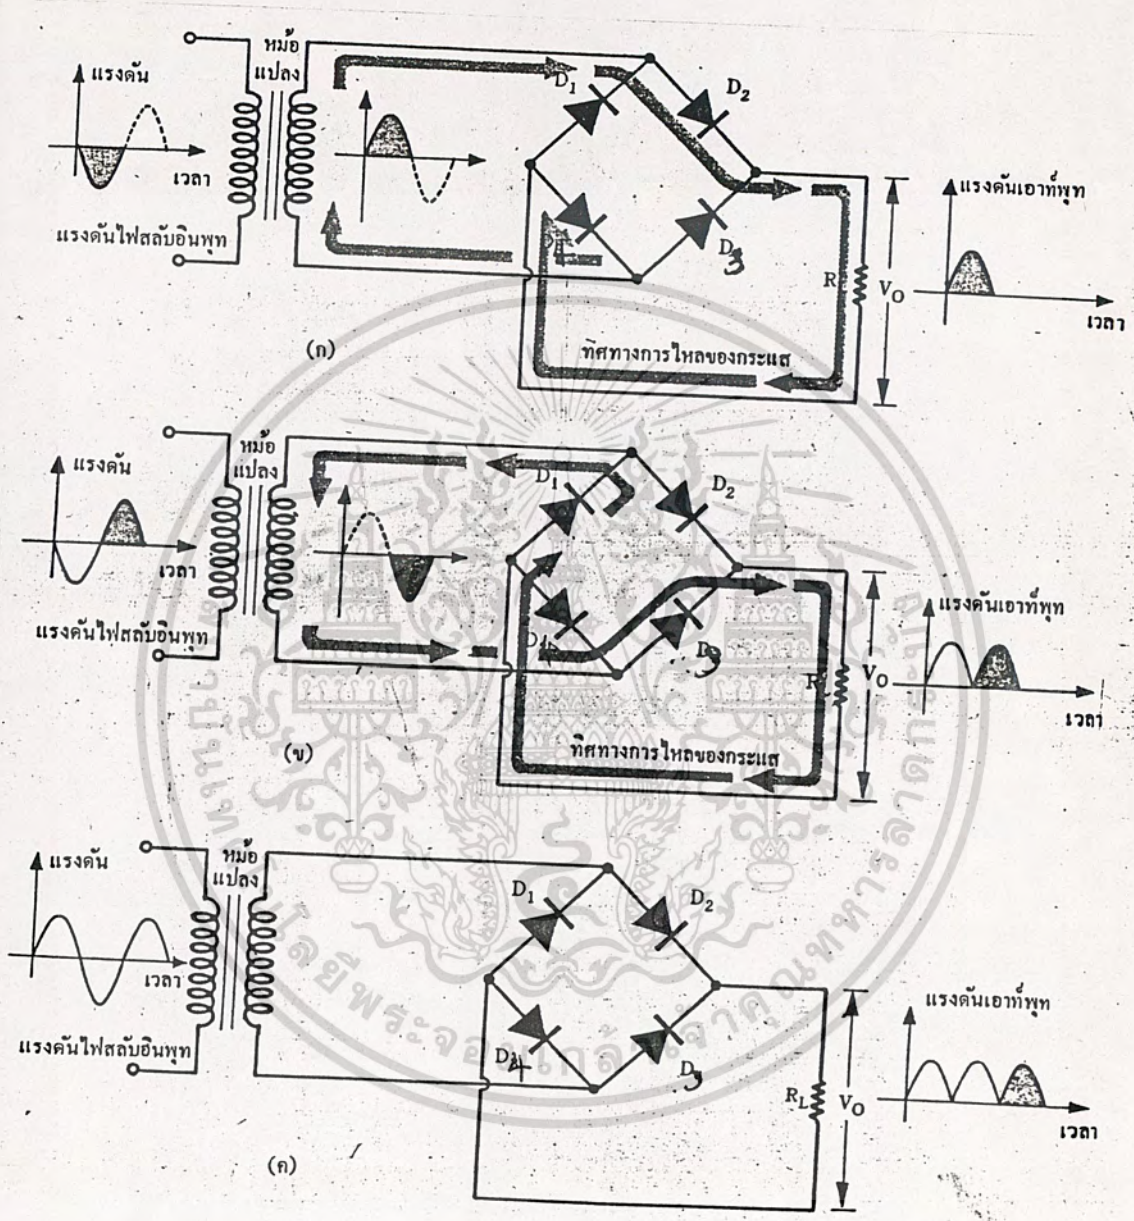 หม้อ
แปลง
แรงดัน
เวลา
แรงดันไฟสลับอินพุท
D1
D2
D3
R
VO
แรงดันเอาท์พุท
เวลา
ทิศทางการไหลของกระแส
(ก)
หม้อ
แปลง
แรงดัน
เวลา
แรงดันไฟสลับอินพุท
D1
D2
D4
D3
R
VO
แรงดันเอาท์พุท
เวลา
ทิศทางการไหลของกระแส
(ข)
หม้อ
แปลง
แรงดัน
เวลา
แรงดันไฟสลับอินพุท
D1
D2
D4
D3
RL
VO
แรงดันเอาท์พุท
เวลา
(ค)